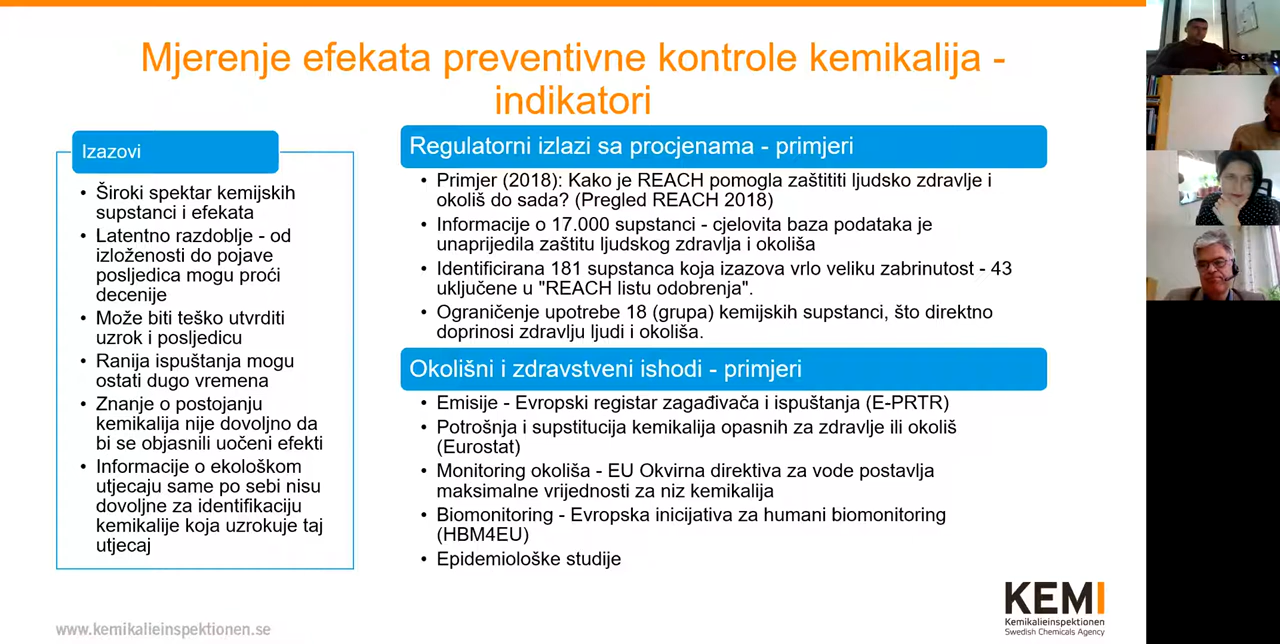 Mjerenje efekata preventivne kontrole kemikalija -
indikatori
Izazovi
• Široki spektar kemijskih
supstanci i efekata
• Latentno razdoblje - od
izloženosti do pojave
posljedica mogu proći
decenije
• Može biti teško utvrditi
uzrok i posljedicu
• Ranija ispuštanja mogu
ostati dugo vremena
• Znanje o postojanju
kemikalija nije dovoljno da
bi se objasnili uočeni efekti
• Informacije o ekološkom
utjecaju same po sebi nisu
dovoljne za identifikaciju
kemikalije koja uzrokuje taj
utjecaj
Regulatorni izlazi sa procjenama - primjeri
• Primjer (2018): Kako je REACH pomogla zaštititi ljudsko zdravlje i
okoliš do sada? (Pregled REACH 2018)
• Informacije o 17.000 supstanci - cjelovita baza podataka je
unaprijedila zaštitu ljudskog zdravlja i okoliša
• Identificirana 181 supstanca koja izazova vrlo veliku zabrinutost - 43
uključene u "REACH listu odobrenja".
• Ograničenje upotrebe 18 (grupa) kemijskih supstanci, što direktno
doprinosi zdravlju ljudi i okoliša.
Okolišni i zdravstveni ishodi - primjeri
• Emisije - Evropski registar zagađivača i ispuštanja (E-PRTR)
• Potrošnja i supstitucija kemikalija opasnih za zdravlje ili okoliš
(Eurostat)
• Monitoring okoliša - EU Okvirna direktiva za vode postavlja
maksimalne vrijednosti za niz kemikalija
• Biomonitoring - Evropska inicijativa za humani biomonitoring
(HBM4EU)
• Epidemiološke studije
KEMI
Kemikalieinspektionen
Swedish Chemicals Agency
www.kemikalieinspektionen.se